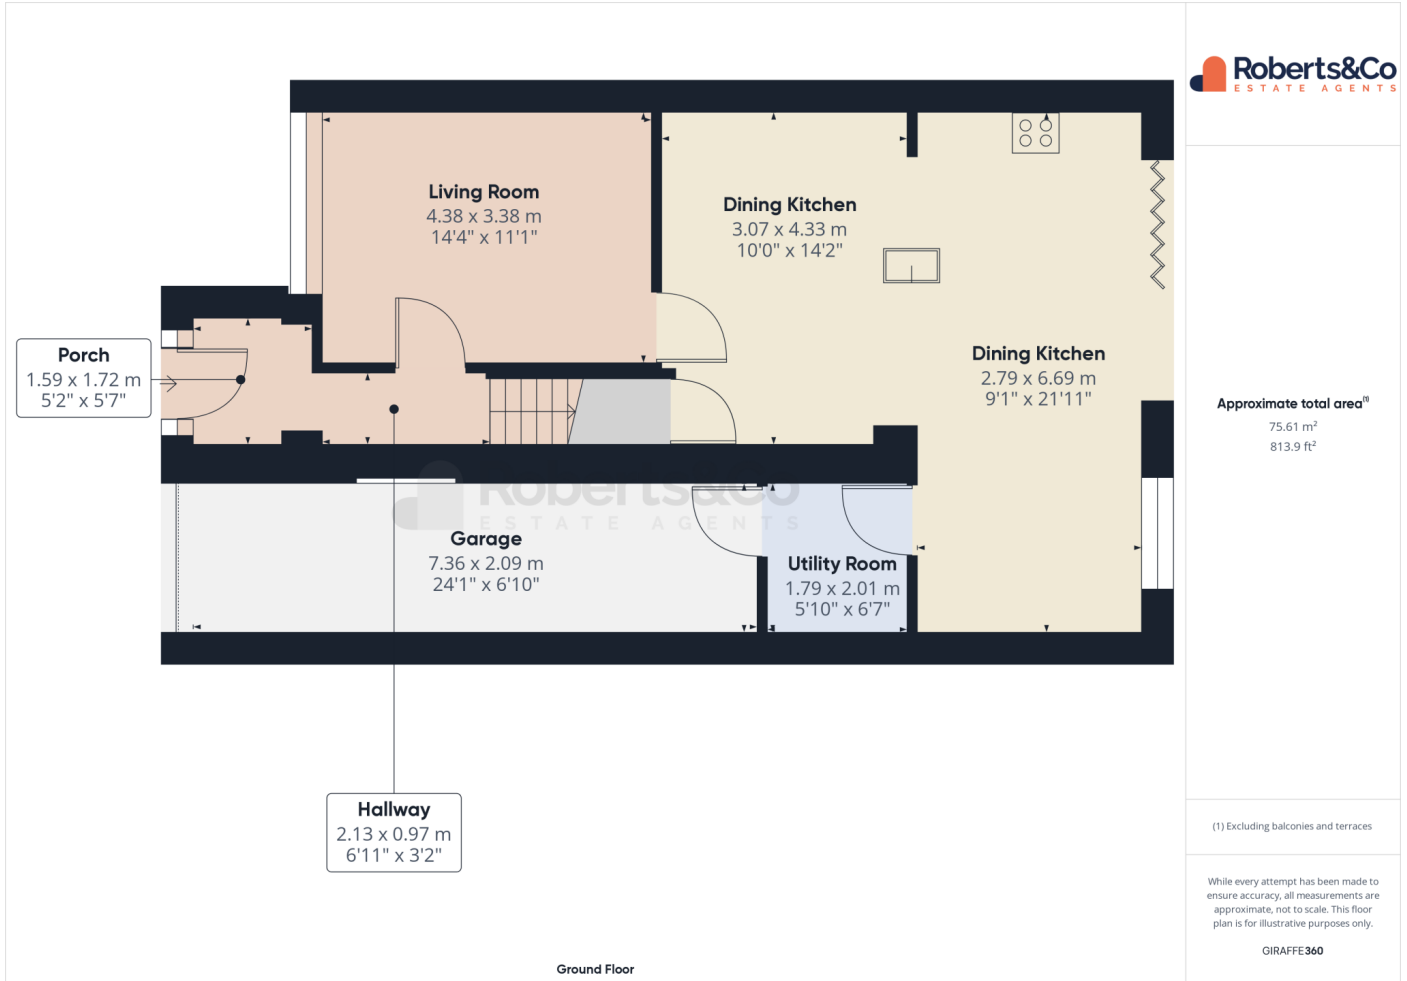 Living Room
4.38 x 3.38 m
14'4" x 11'1"
Dining Kitchen
3.07 x 4.33 m
10'0" x 14'2"
Dining Kitchen
2.79 x 6.69 m
9'1" x 21'11"
Porch
1.59 x 1.72 m
5'2" x 5'7"
Roberts&Co
ESTATE AGENTS
Garage
7.36 x 2.09 m
24'1" x 6'10"
Utility Room
1.79 x 2.01 m
5'10" x 6'7"
Hallway
2.13 x 0.97 m
6'11" x 3'2"
Ground Floor
Roberts&Co
ESTATE AGENTS
Approximate total area(1)
75.61 m²
813.9 ft²
(1) Excluding balconies and terraces
While every attempt has been made to
ensure accuracy, all measurements are
approximate, not to scale. This floor
plan is for illustrative purposes only.
GIRAFFE360